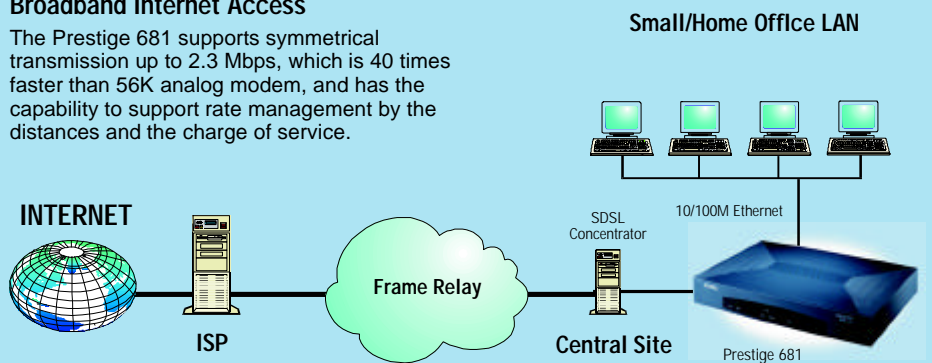 Broadband Internet Access
The Prestige 681 supports symmetrical
transmission up to 2.3 Mbps, which is 40 times
faster than 56K analog modem, and has the
capability to support rate management by the
distances and the charge of service.
Small/Home Office LAN
INTERNET
ISP
Frame Relay
SDSL
Concentrator
10/100M Ethernet
Central Site
Prestige 681